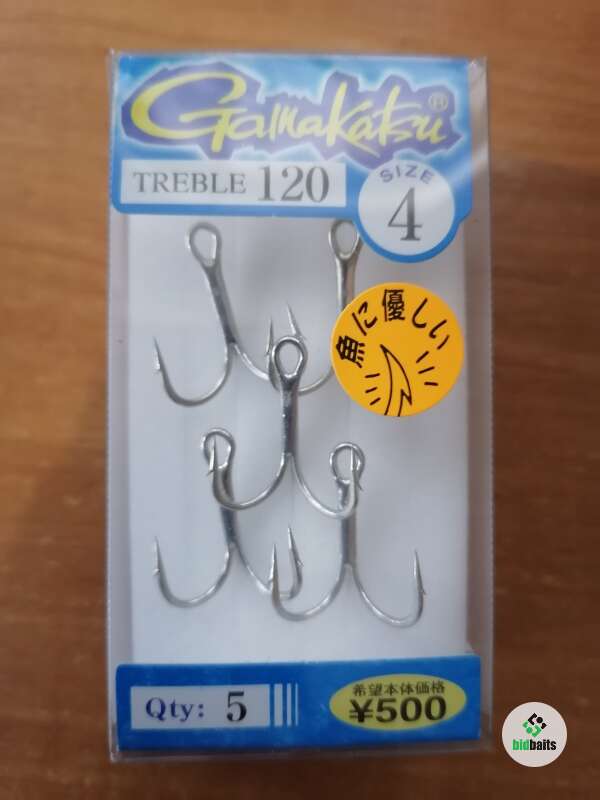 Gamakatsu®
TREBLE 120
SIZE
4
魚に優しい
Qty: 5
希望本体価格
¥500
bidbaits